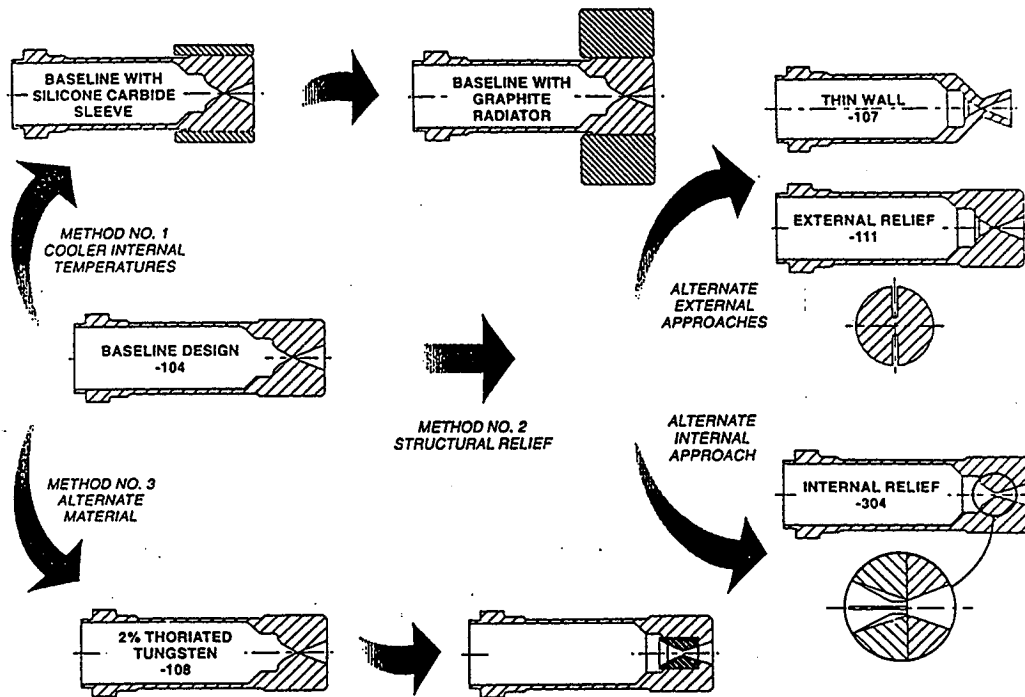 BASELINE WITH
SILICONE CARBIDE
SLEEVE
BASELINE WITH
GRAPHITE
RADIATOR
THIN WALL
-107
METHOD NO. 1
COOLER INTERNAL
TEMPERATURES
EXTERNAL RELIEF
-111
ALTERNATE
EXTERNAL
APPROACHES
BASELINE DESIGN
-104
METHOD NO. 2
STRUCTURAL RELIEF
ALTERNATE
INTERNAL
APPROACH
METHOD NO. 3
ALTERNATE
MATERIAL
INTERNAL RELIEF
-304
2% THORIATED
TUNGSTEN
-108